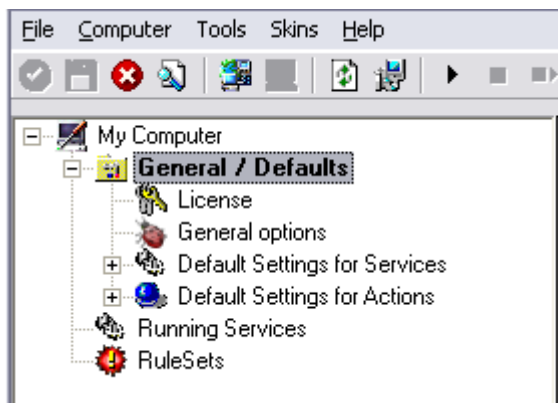 File Computer Tools Skins Help
My Computer
General / Defaults
License
General options
Default Settings for Services
Default Settings for Actions
Running Services
RuleSets